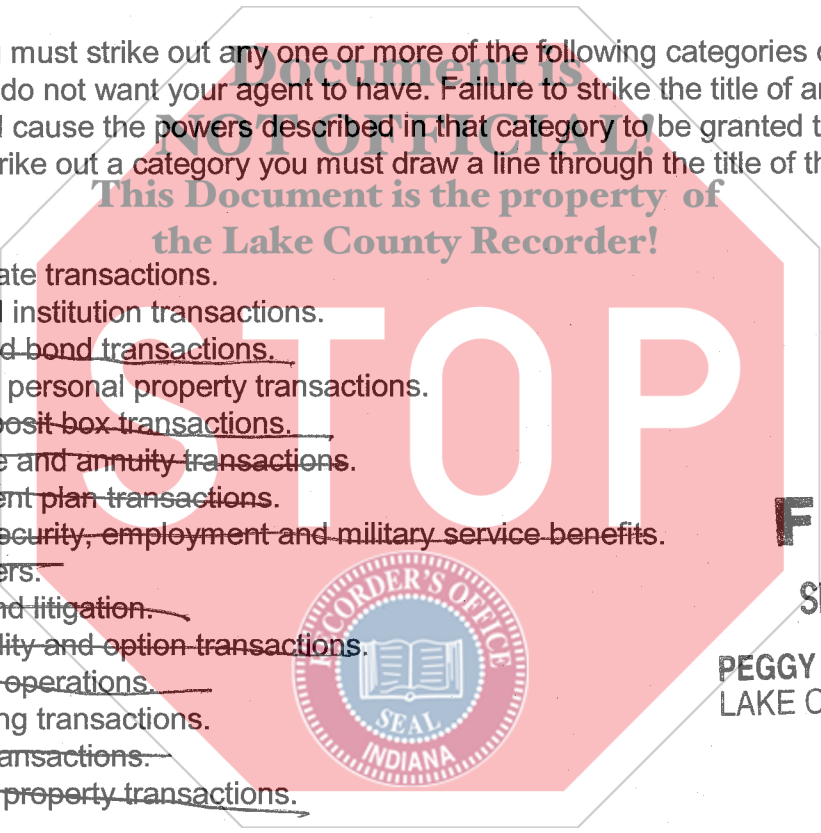 must strike out any one or more of the following categories
do not want your agent to have. Failure to strike the title of
Document is
cause the powers described in that category to be granted
NOT OFFICIAL!
rike out a category you must draw a line through the title of
This Document is the property of
the Lake County Recorder!
ate transactions.
institution transactions.
d bond transactions.
personal property transactions.
posit box transactions.
e and annuity transactions.
ent plan transactions.
ecurity, employment and military service benefits.
ers.
nd litigation.
lity and option transactions.
operations.
ng transactions.
ansactions.
property transactions.
STOP
RECORDER'S OFFICE
SEAL
INDIANA
F
PEGGY
LAKE